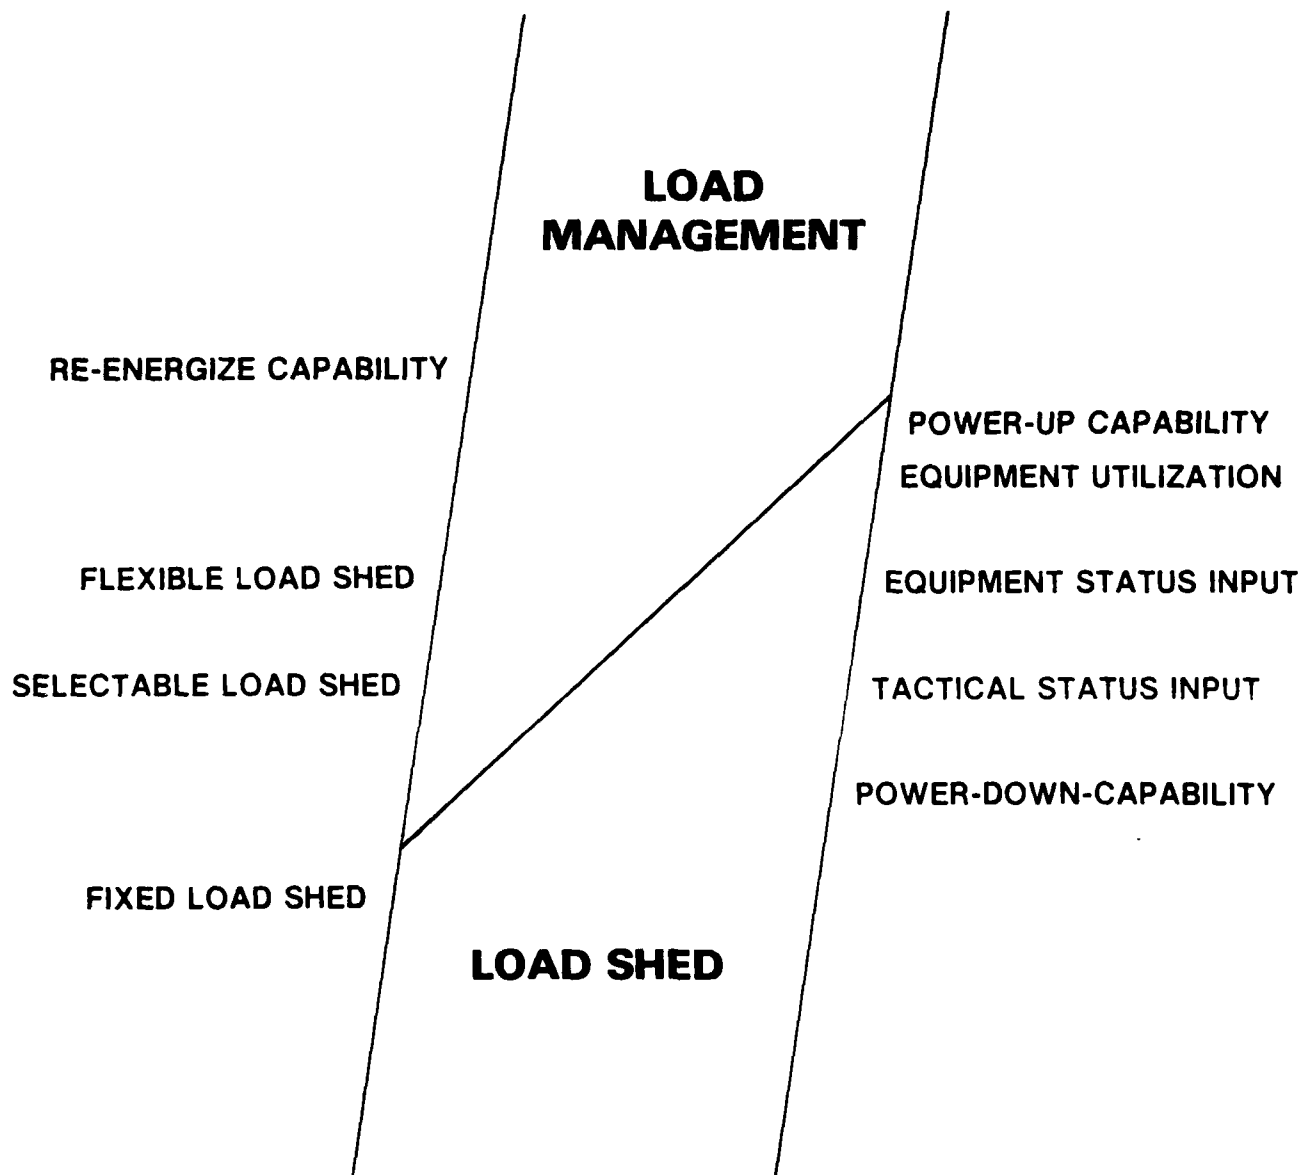 LOAD
MANAGEMENT
RE-ENERGIZE CAPABILITY
POWER-UP CAPABILITY
EQUIPMENT UTILIZATION
FLEXIBLE LOAD SHED
EQUIPMENT STATUS INPUT
SELECTABLE LOAD SHED
TACTICAL STATUS INPUT
POWER-DOWN-CAPABILITY
FIXED LOAD SHED
LOAD SHED